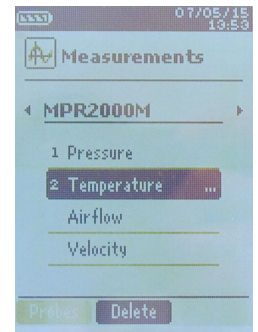 07/05/15
13:53
Measurements
MPR2000M
1 Pressure
2 Temperature ...
Airflow
Velocity
Probes Delete